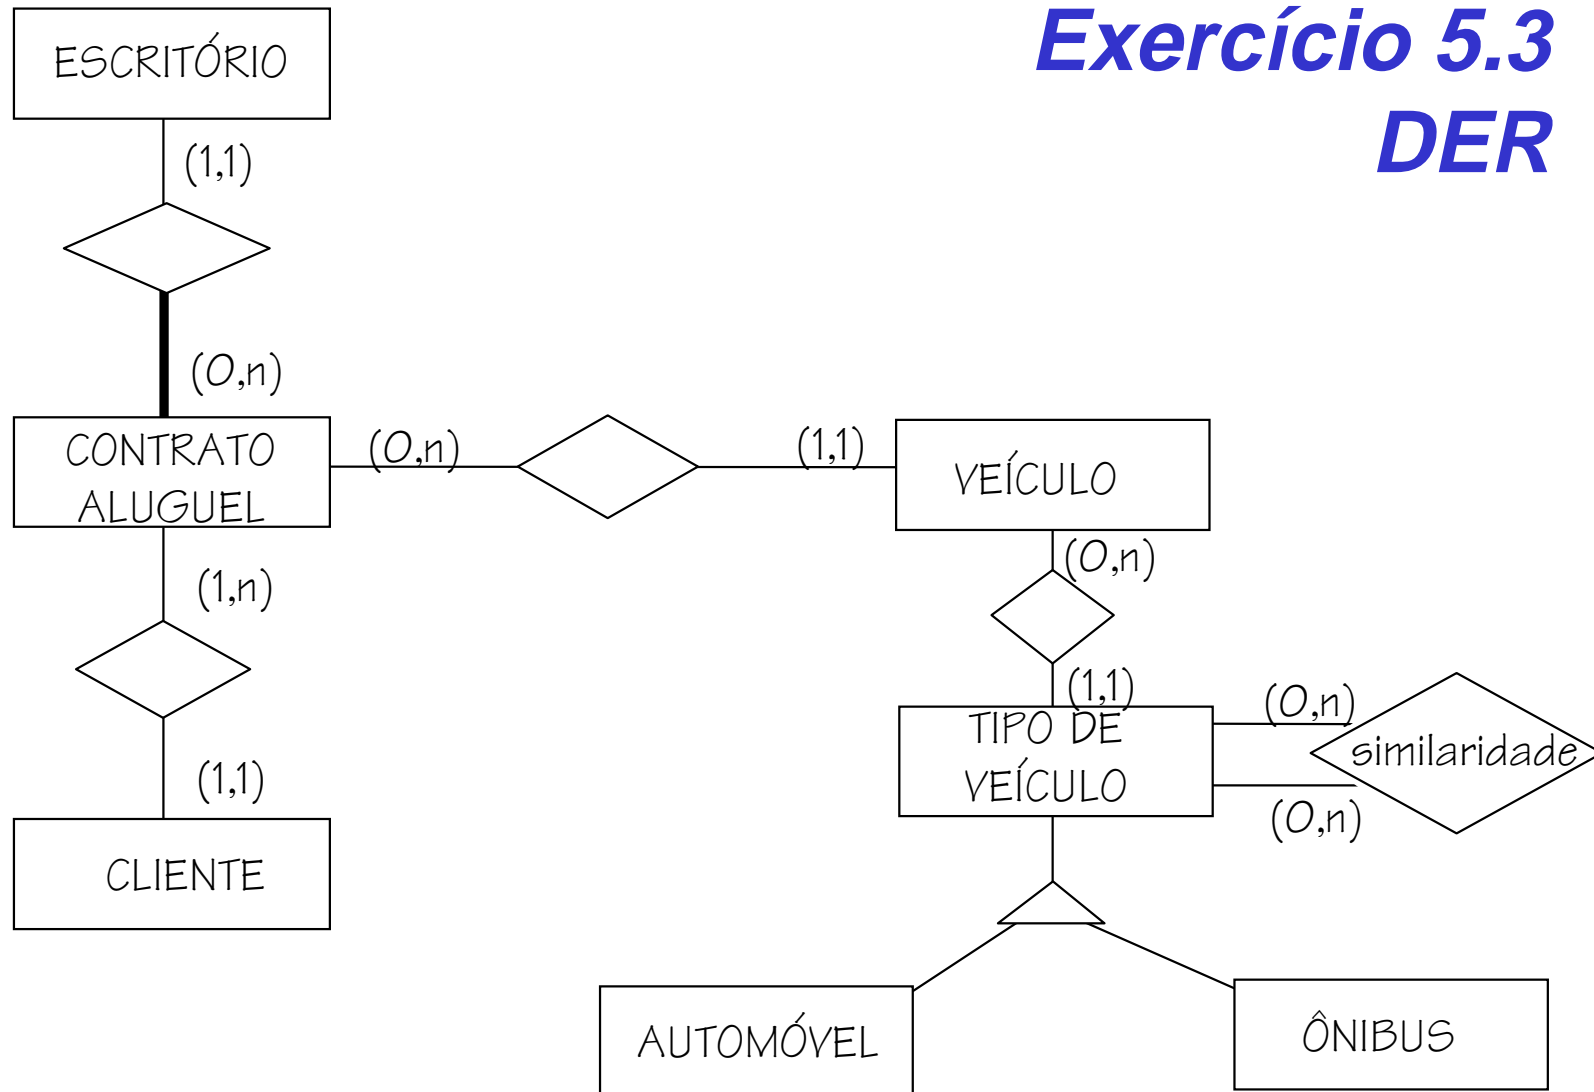 Exercício 5.3
DER
ESCRITÓRIO
(1,1)
(0,n)
CONTRATO
ALUGUEL
(0,n)
(1,1)
VEÍCULO
(1,n)
(0,n)
(1,1)
(1,1)
CLIENTE
TIPO DE
VEÍCULO
(0,n)
similaridade
(0,n)
AUTOMÓVEL
ÔNIBUS